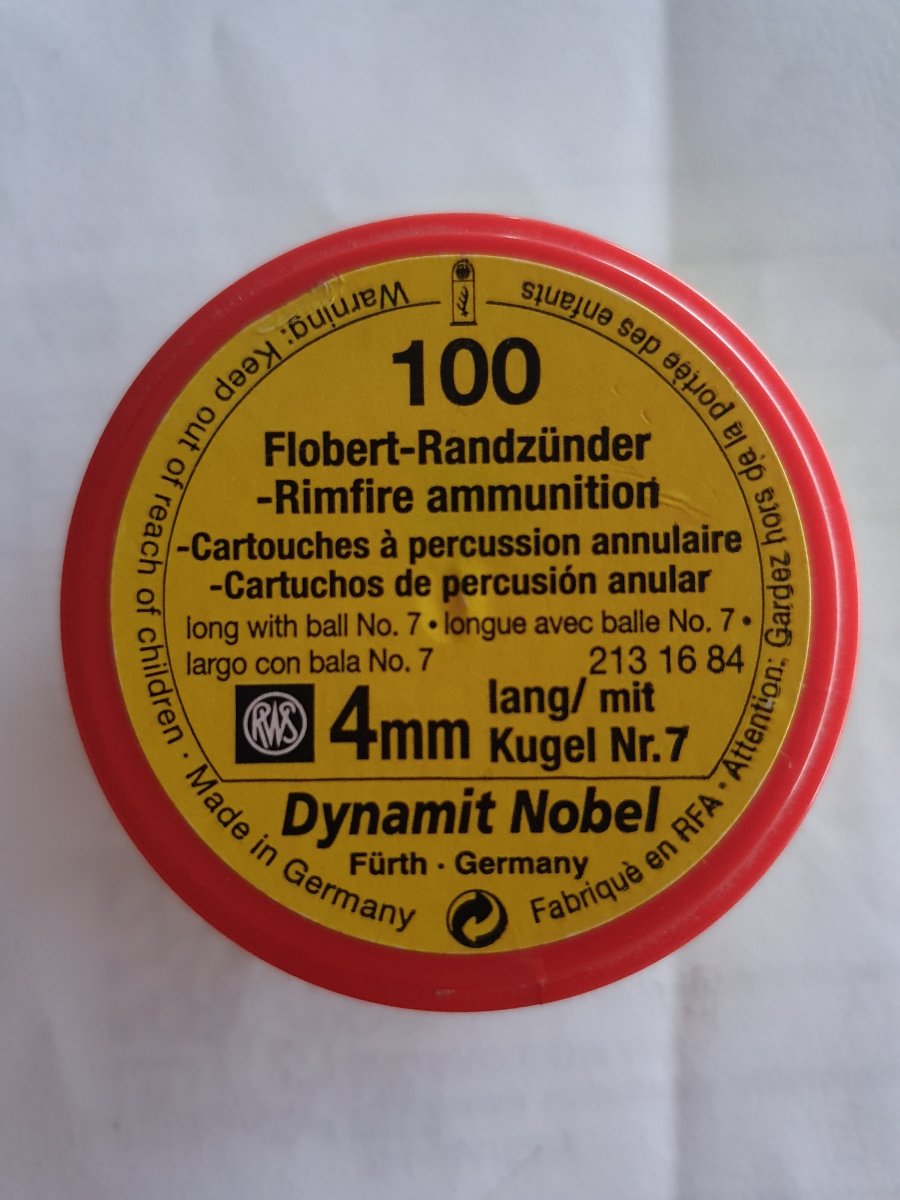 100
Flobert-Randzünder
-Rimfire ammunition
-Cartouches à percussion annulaire
-Cartuchos de percusión anular
long with ball No. 7 • longue avec balle No. 7 •
largo con bala No. 7 213 16 84
RWS 4mm lang/ mit
Kugel Nr. 7
Dynamit Nobel
Fürth · Germany
Warning: Keep out of reach of children · Made in Germany
Fabriquè en RFA · Attention: Gardez hors de la portèe des enfants